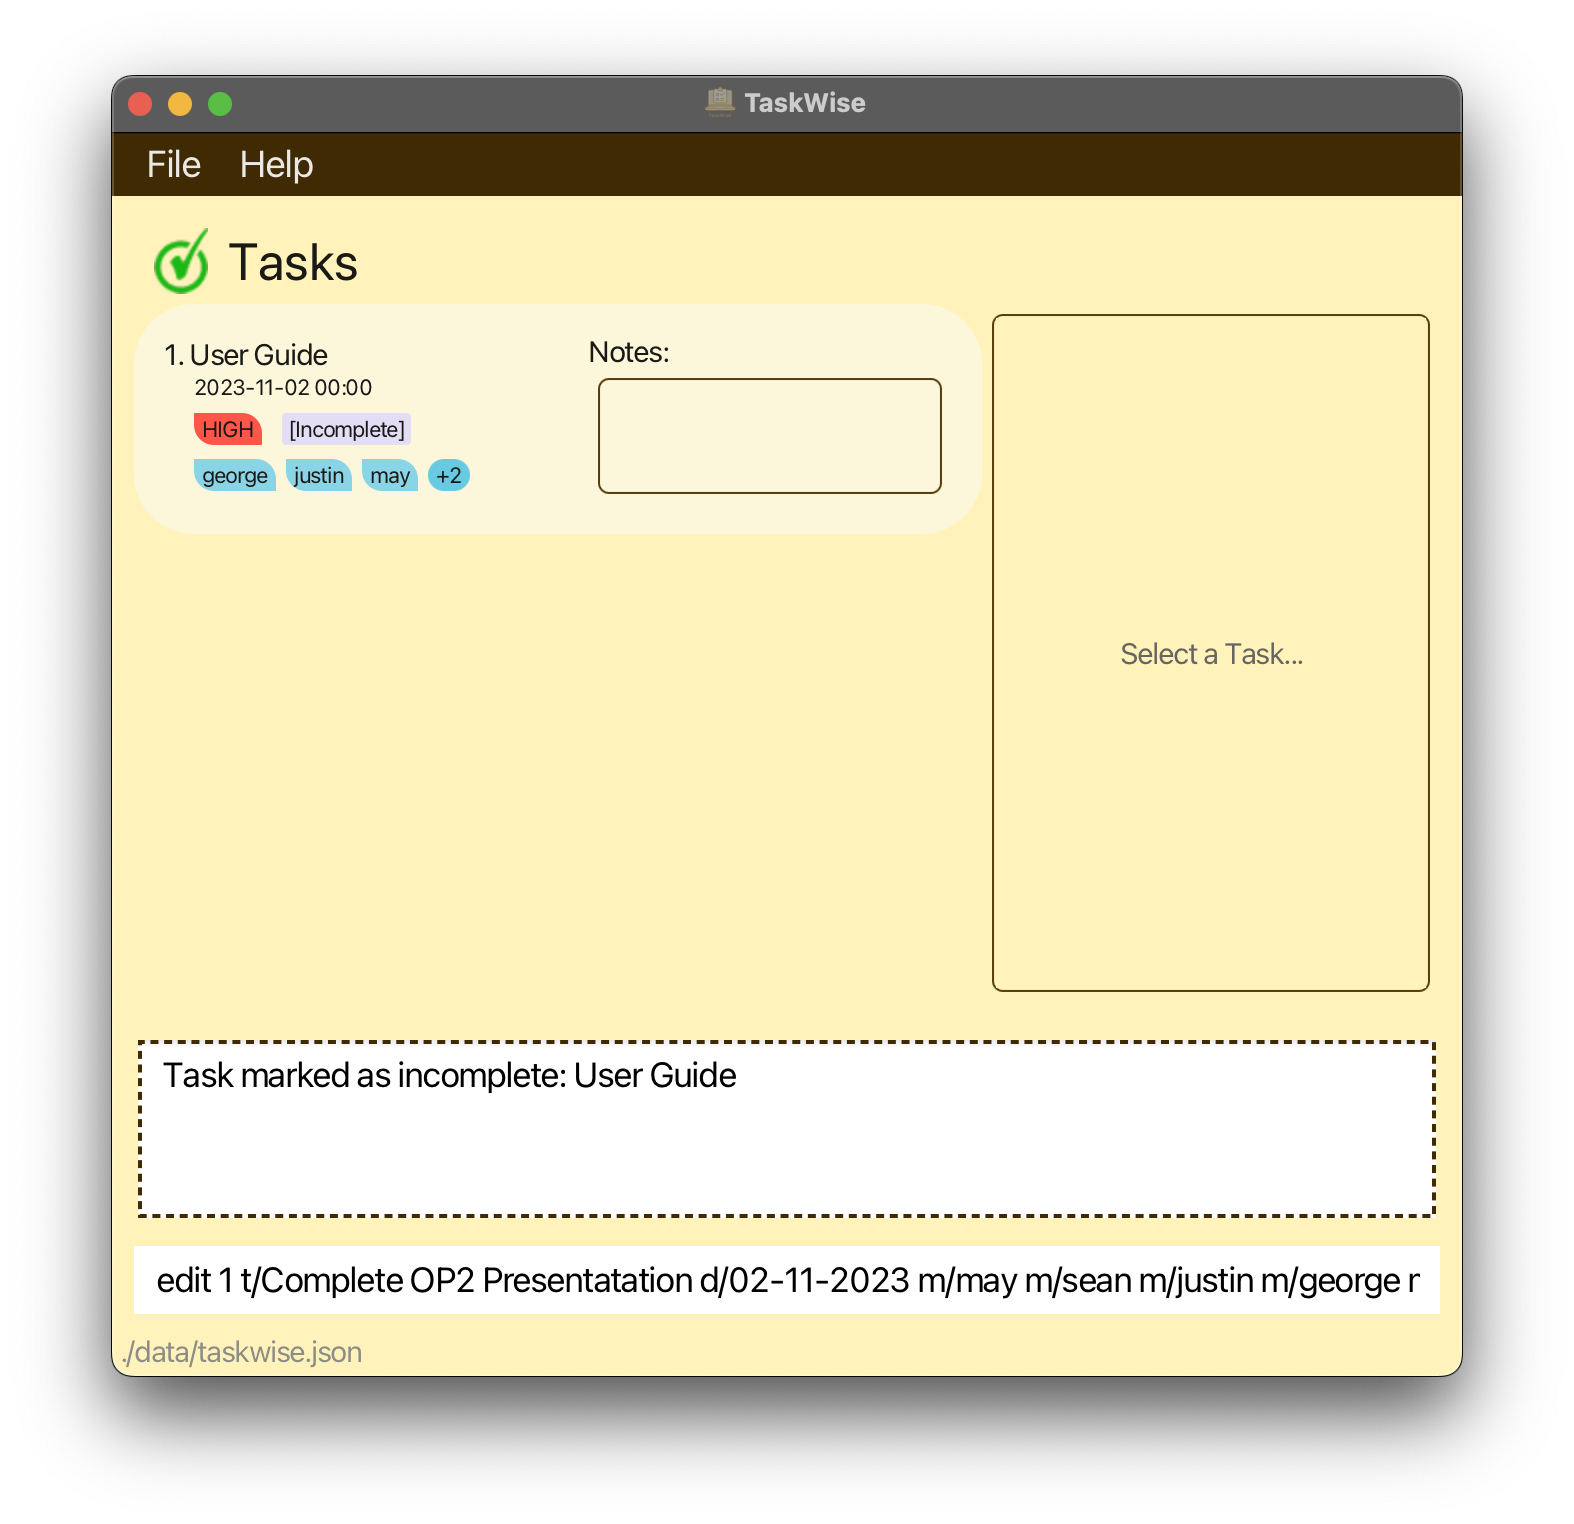 TaskWise
File Help
Tasks
1. User Guide
2023-11-02 00:00
HIGH [Incomplete]
george justin may +2
Notes:
Select a Task...
Task marked as incomplete: User Guide
edit 1 t/Complete OP2 Presentatation d/02-11-2023 m/may m/sean m/justin m/george
./data/taskwise.json